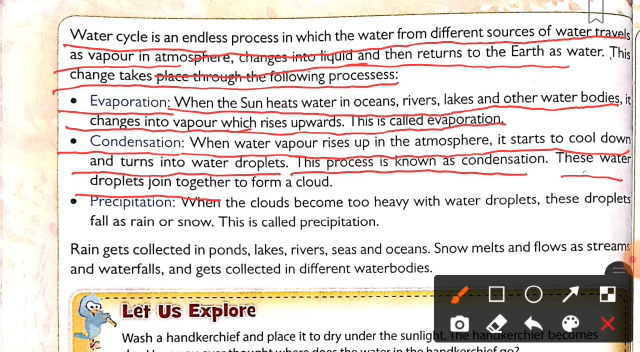 Water cycle is an endless process in which the water from different sources of water travels
as vapour in atmosphere, changes into liquid and then returns to the Earth as water. This
change takes place through the following processess:
• Evaporation: When the Sun heats water in oceans, rivers, lakes and other water bodies, it
changes into vapour which rises upwards. This is called evaporation.
• Condensation: When water vapour rises up in the atmosphere, it starts to cool down
and turns into water droplets. This process is known as condensation. These water
droplets join together to form a cloud.
• Precipitation: When the clouds become too heavy with water droplets, these droplets
fall as rain or snow. This is called precipitation.
Rain gets collected in ponds, lakes, rivers, seas and oceans. Snow melts and flows as streams
and waterfalls, and gets collected in different waterbodies.
Let Us Explore
Wash a handkerchief and place it to dry under the sunlight. The handkerchief becomes